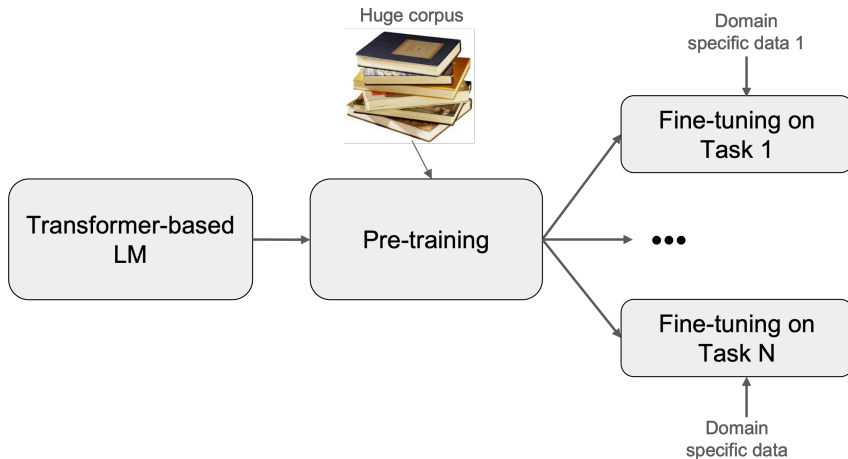 Huge corpus
Domain
specific data 1
Fine-tuning on
Task 1
Transformer-based
LM
Pre-training
•••
Fine-tuning on
Task N
Domain
specific data